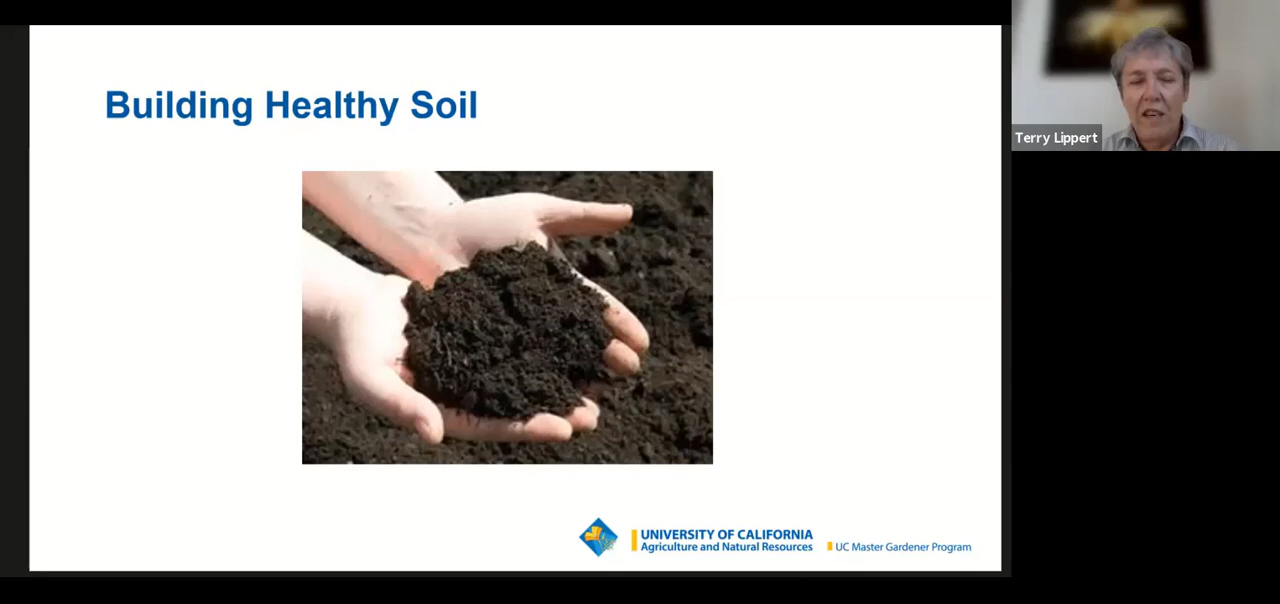 Building Healthy Soil
Terry Lippert
UNIVERSITY OF CALIFORNIA
Agriculture and Natural Resources
UC Master Gardener Program